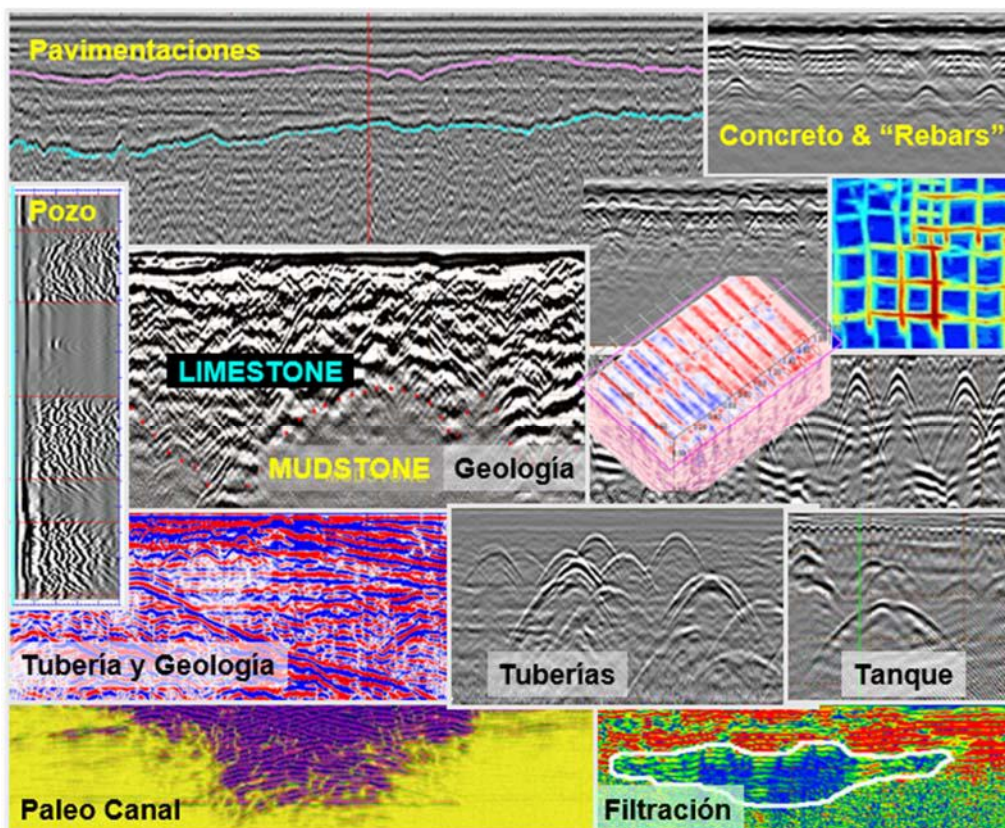 Pavimentaciones
Concreto & “Rebars”
Pozo
LIMESTONE
MUDSTONE
Geología
Tubería y Geología
Tuberías
Tanque
Paleo Canal
Filtración